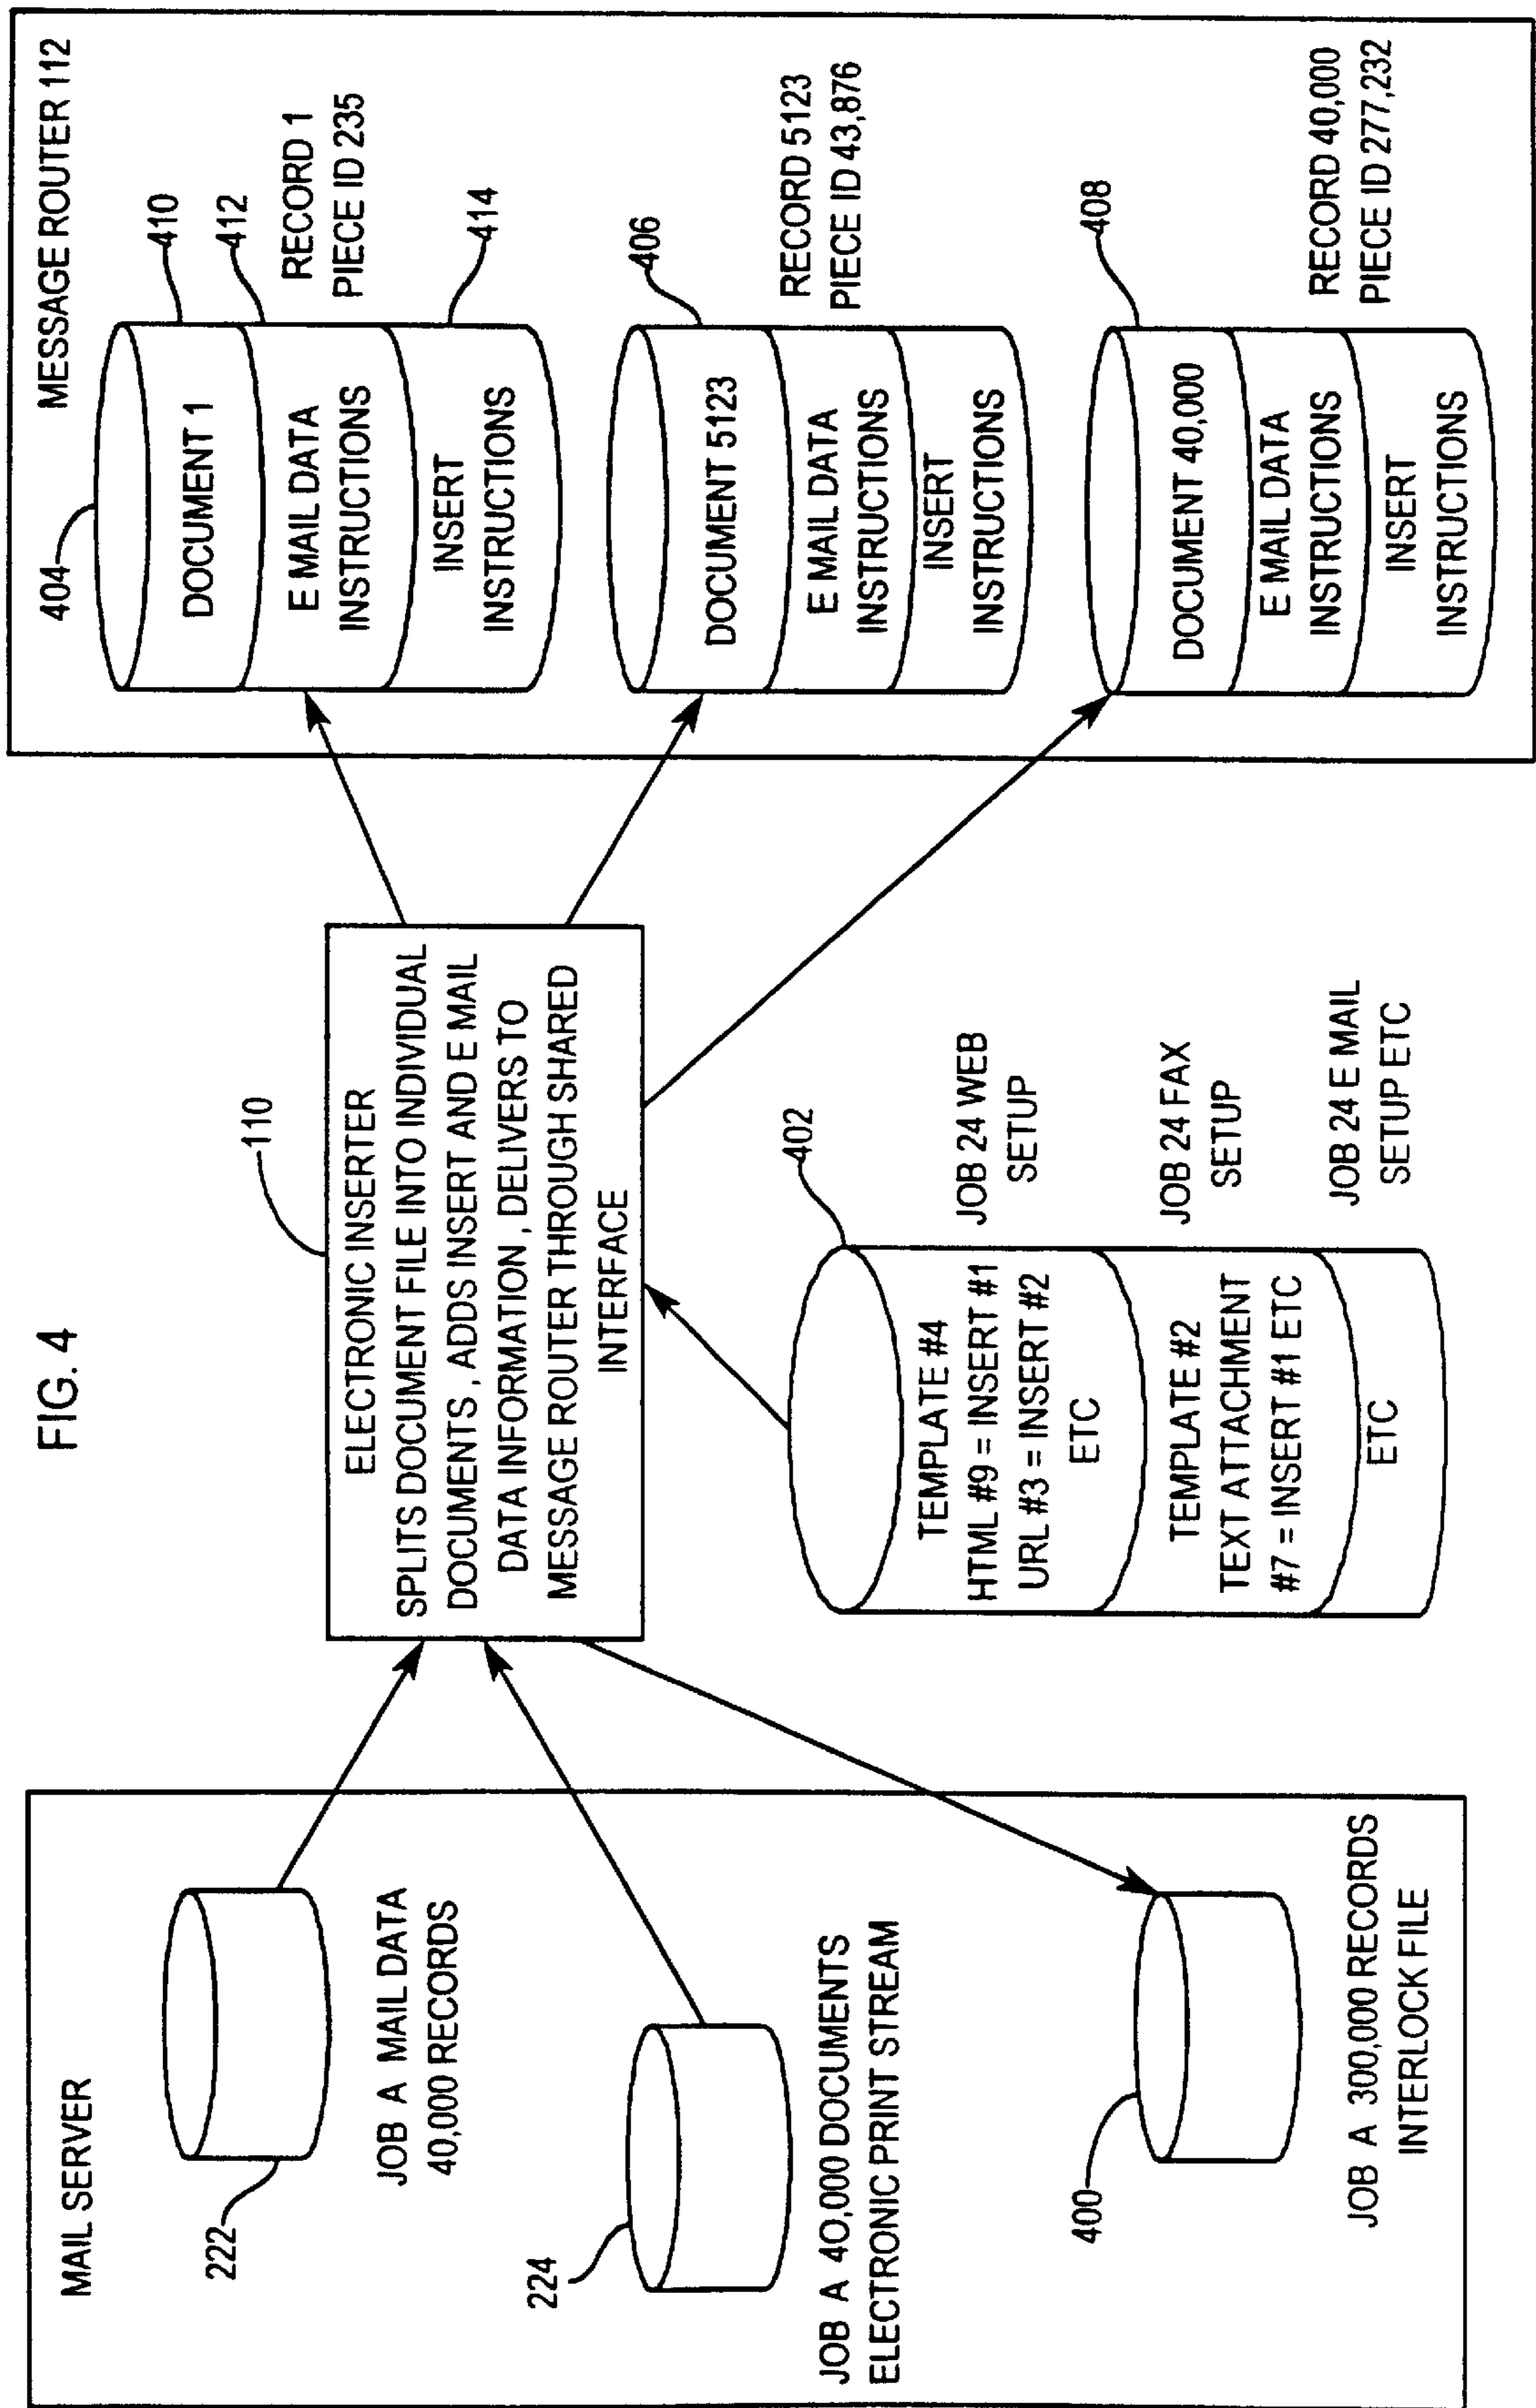 FIG. 4
MAIL SERVER
222
JOB A MAIL DATA
40,000 RECORDS
224
JOB A 40,000 DOCUMENTS
ELECTRONIC PRINT STREAM
400
JOB A 300,000 RECORDS
INTERLOCK FILE
110
ELECTRONIC INSERTER
SPLITS DOCUMENT FILE INTO INDIVIDUAL
DOCUMENTS , ADDS INSERT AND E MAIL
DATA INFORMATION , DELIVERS TO
MESSAGE ROUTER THROUGH SHARED
INTERFACE
402
TEMPLATE #4
HTML #9 = INSERT #1
URL #3 = INSERT #2
ETC
JOB 24 WEB
SETUP
TEMPLATE #2
TEXT ATTACHMENT
#7 = INSERT #1 ETC
JOB 24 FAX
SETUP
ETC
JOB 24 E MAIL
SETUP ETC
MESSAGE ROUTER 112
404
DOCUMENT 1
410
E MAIL DATA
INSTRUCTIONS
412
RECORD 1
PIECE ID 235
INSERT
INSTRUCTIONS
414
406
DOCUMENT 5123
E MAIL DATA
INSTRUCTIONS
INSERT
INSTRUCTIONS
RECORD 5123
PIECE ID 43,876
408
DOCUMENT 40,000
E MAIL DATA
INSTRUCTIONS
INSERT
INSTRUCTIONS
RECORD 40,000
PIECE ID 277,232